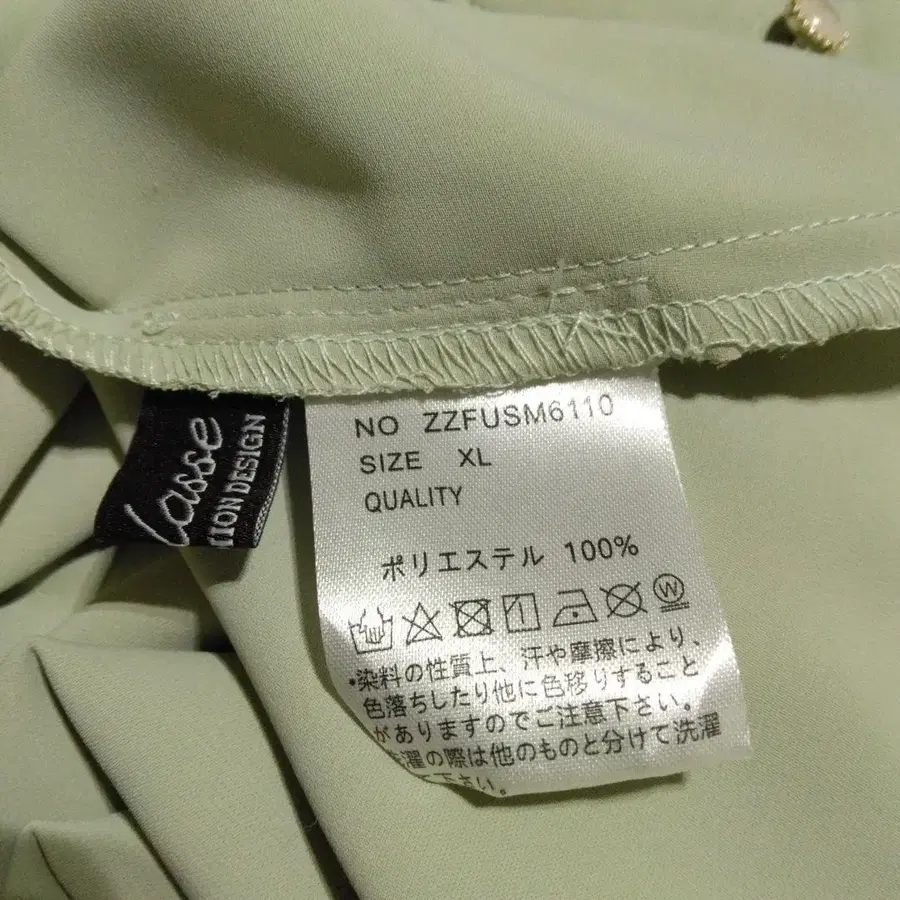 NO ZZFUSM6110
SIZE XL
QUALITY
ポリエステル 100%
・染料の性質上、汗や摩擦により、
色落ちしたり他に色移りすること
がありますのでご注意下さい。
濯の際は他のものと分けて洗濯
下さい。
lasse
DESIGN
W